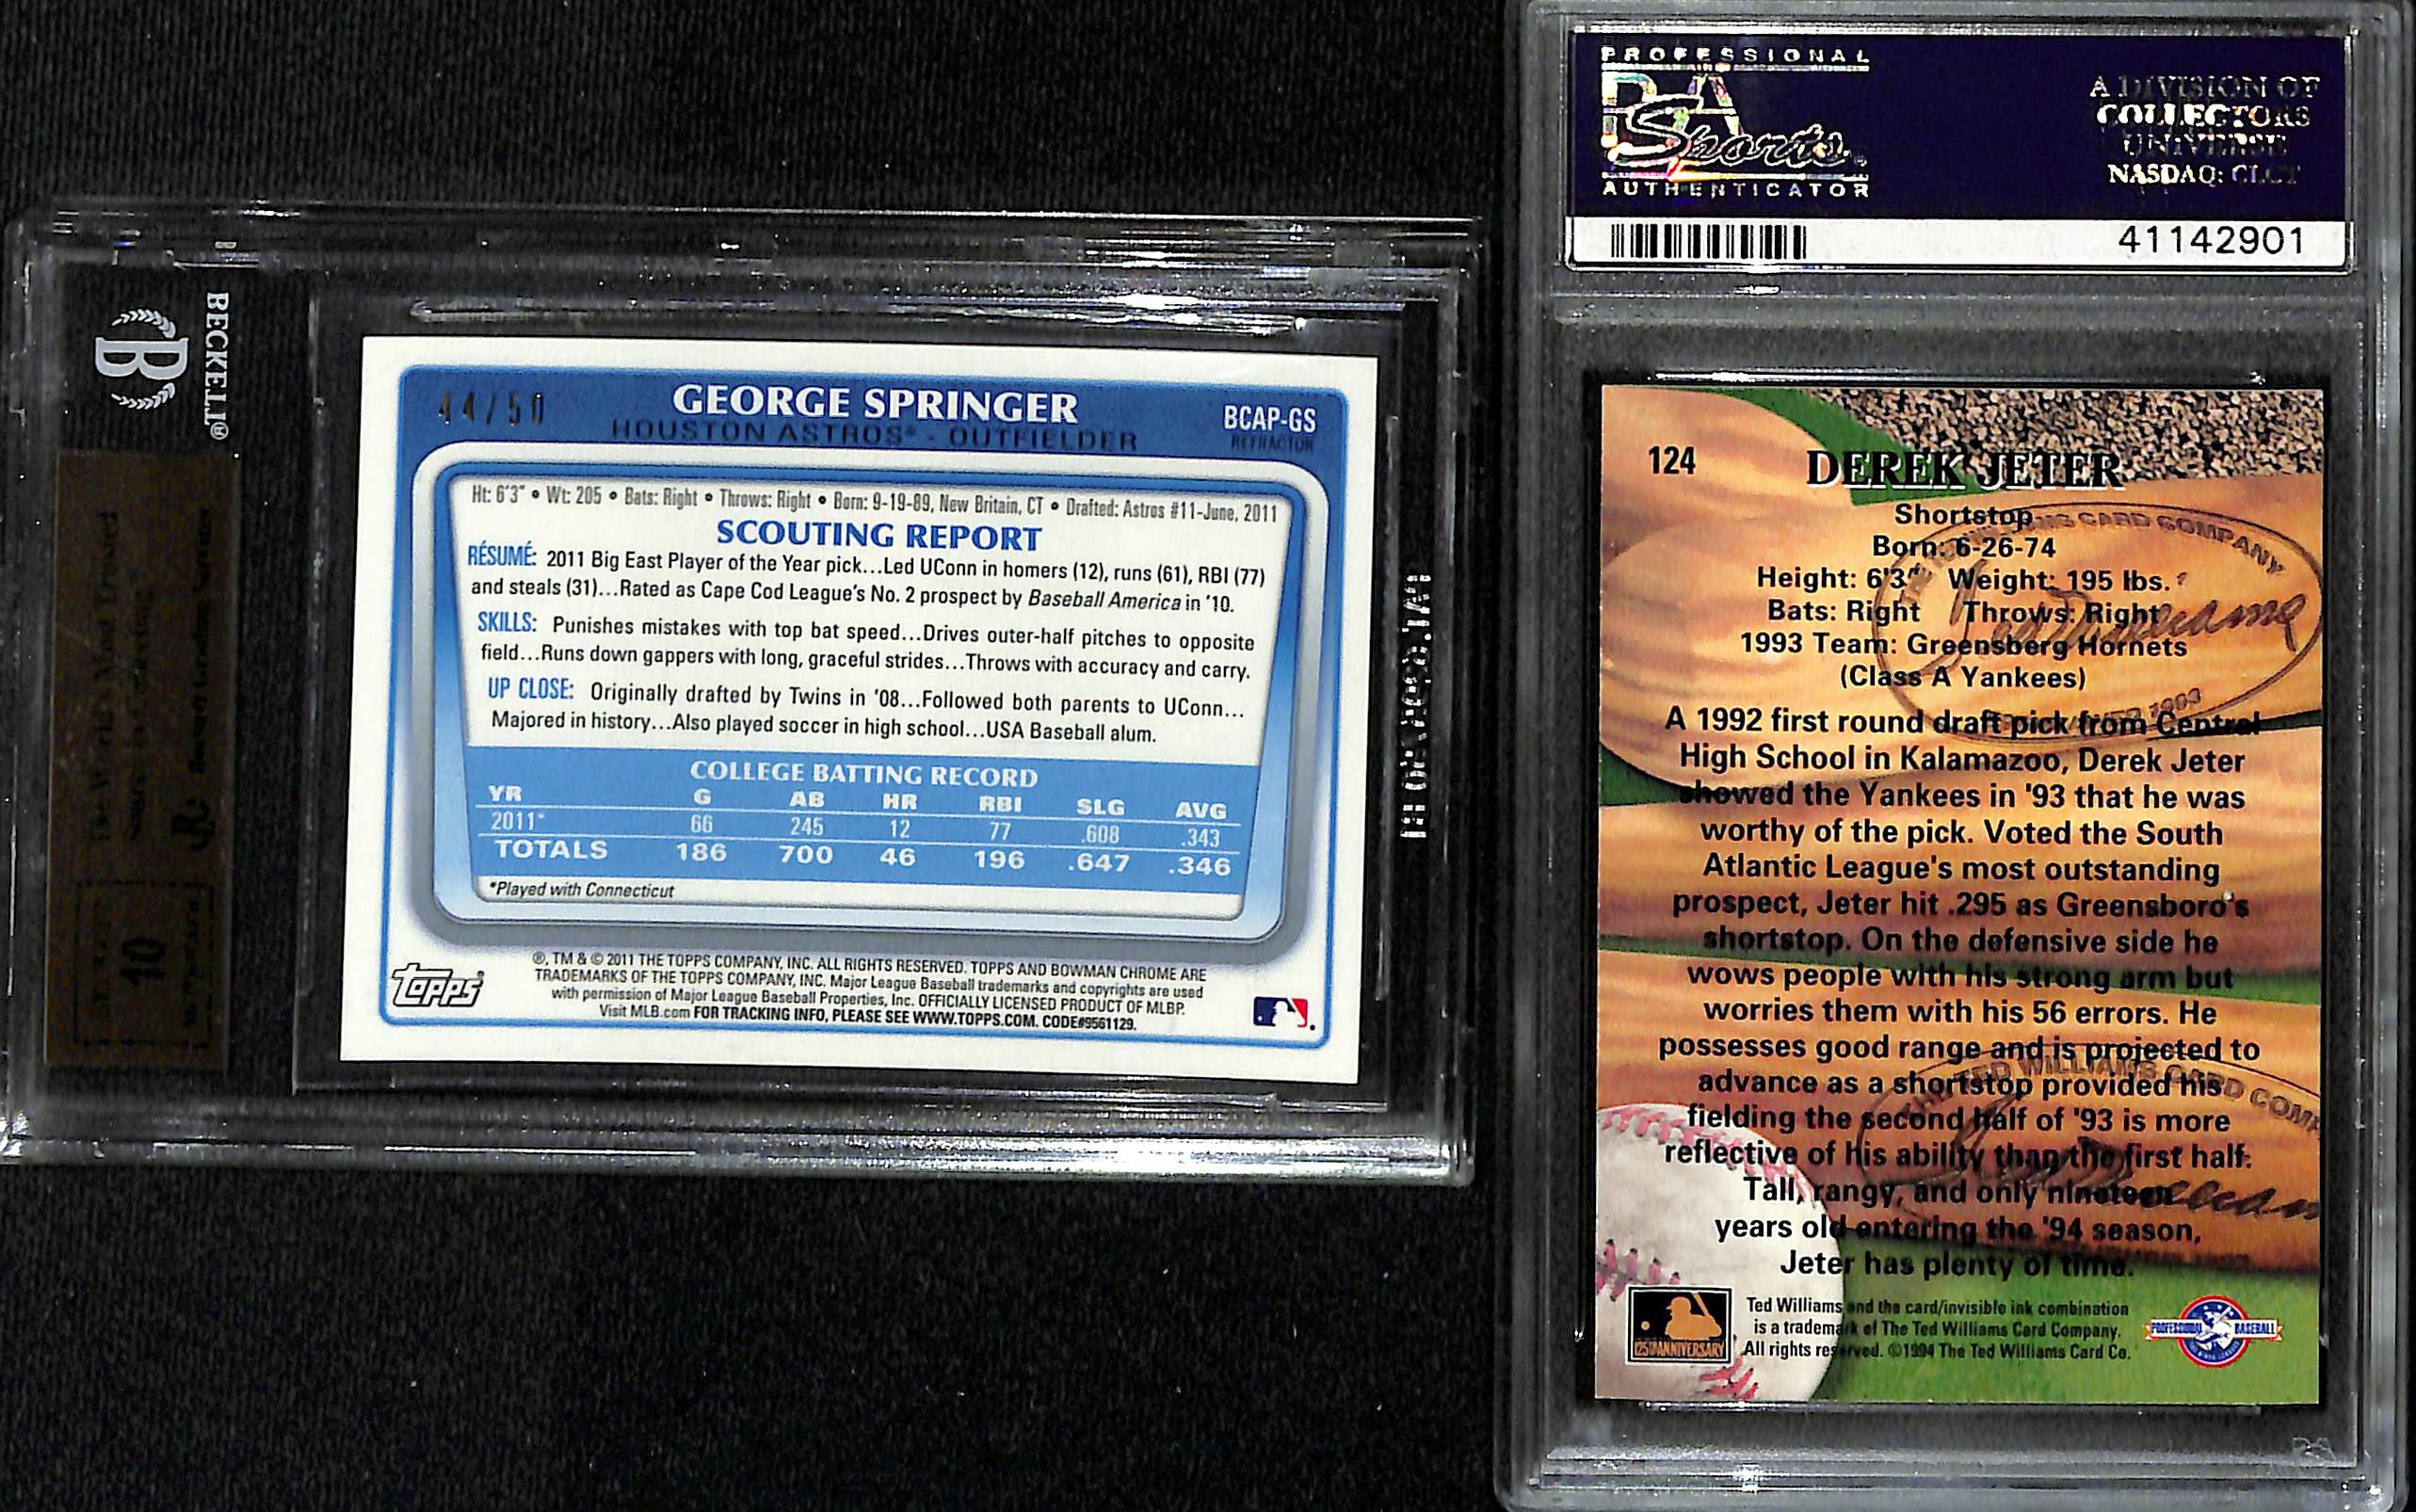 BECKETT®
10
44/50
GEORGE SPRINGER
BCAP-GS
HOUSTON ASTROS® - OUTFIELDER
REFRACTOR
Ht: 6'3" • Wt: 205 • Bats: Right • Throws: Right • Born: 9-19-89, New Britain, CT • Drafted: Astros #11-June, 2011
SCOUTING REPORT
RÉSUMÉ: 2011 Big East Player of the Year pick...Led UConn in homers (12), runs (61), RBI (77)
and steals (31)...Rated as Cape Cod League's No. 2 prospect by Baseball America in '10.
SKILLS: Punishes mistakes with top bat speed...Drives outer-half pitches to opposite
field...Runs down gappers with long, graceful strides...Throws with accuracy and carry.
UP CLOSE: Originally drafted by Twins in '08...Followed both parents to UConn...
Majored in history...Also played soccer in high school...USA Baseball alum.
COLLEGE BATTING RECORD
YR G AB HR RBI SLG AVG
2011* 66 245 12 77 .608 .343
TOTALS 186 700 46 196 .647 .346
*Played with Connecticut
®, TM & © 2011 THE TOPPS COMPANY, INC. ALL RIGHTS RESERVED. TOPPS AND BOWMAN CHROME ARE
TRADEMARKS OF THE TOPPS COMPANY, INC. Major League Baseball trademarks and copyrights are used
with permission of Major League Baseball Properties, Inc. OFFICIALLY LICENSED PRODUCT OF MLBP.
Visit MLB.com FOR TRACKING INFO, PLEASE SEE WWW.TOPPS.COM. CODE#9561129.
Topps
PROFESSIONAL
PSA
Sports
AUTHENTICATOR
A DIVISION OF
COLLECTORS
UNIVERSE
NASDAQ: CLCT
41142901
124
DEREK JETER
Shortstop
Born: 6-26-74
Height: 6'3" Weight: 195 lbs.
Bats: Right Throws: Right
1993 Team: Greensberg Hornets
(Class A Yankees)
A 1992 first round draft pick from Central
High School in Kalamazoo, Derek Jeter
showed the Yankees in '93 that he was
worthy of the pick. Voted the South
Atlantic League's most outstanding
prospect, Jeter hit .295 as Greensboro's
shortstop. On the defensive side he
wows people with his strong arm but
worries them with his 56 errors. He
possesses good range and is projected to
advance as a shortstop provided his
fielding the second half of '93 is more
reflective of his ability than the first half.
Tall, rangy, and only nineteen
years old entering the '94 season,
Jeter has plenty of time.
THE TED WILLIAMS CARD COMPANY
Ted Williams
1993
125TH ANNIVERSARY
Ted Williams and the card/invisible ink combination
is a trademark of The Ted Williams Card Company.
All rights reserved. ©1994 The Ted Williams Card Co.
PROFESSIONAL BASEBALL